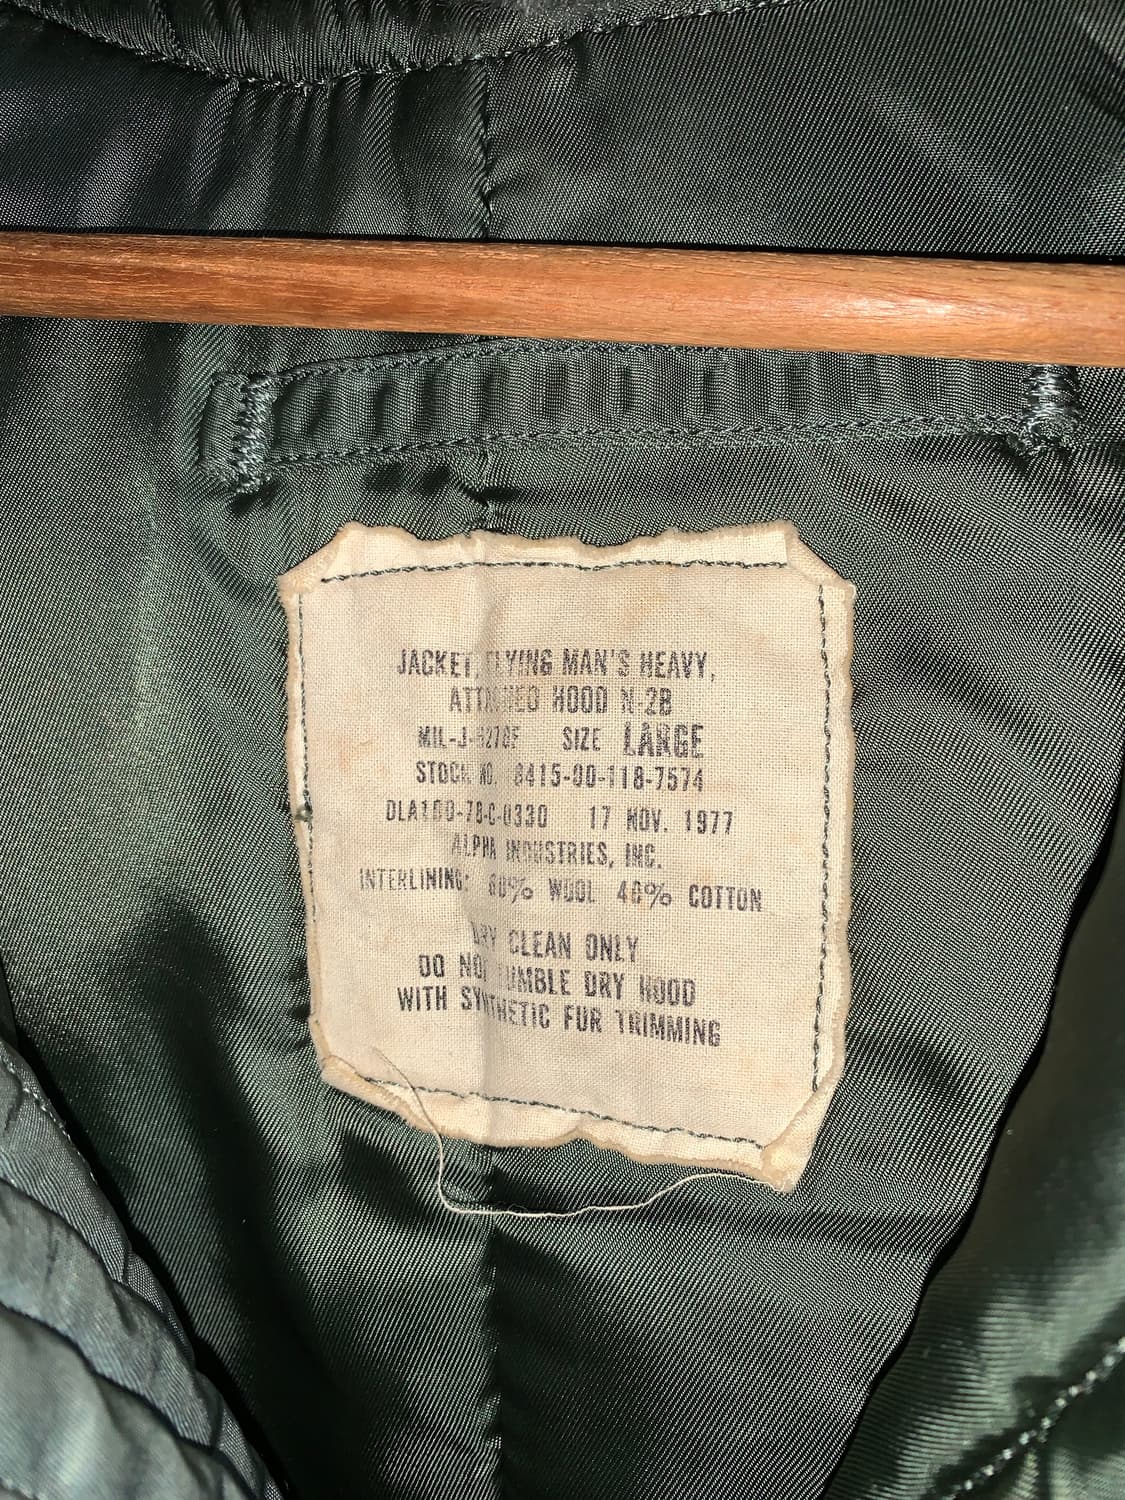 JACKET, FLYING MAN'S HEAVY,
ATTACHED HOOD N-2B
MIL-J-6278F SIZE LARGE
STOCK NO. 8415-00-118-7574
DLA100-78-C-0330 17 NOV. 1977
ALPHA INDUSTRIES, INC.
INTERLINING: 60% WOOL 40% COTTON
DRY CLEAN ONLY
DO NOT TUMBLE DRY HOOD
WITH SYNTHETIC FUR TRIMMING